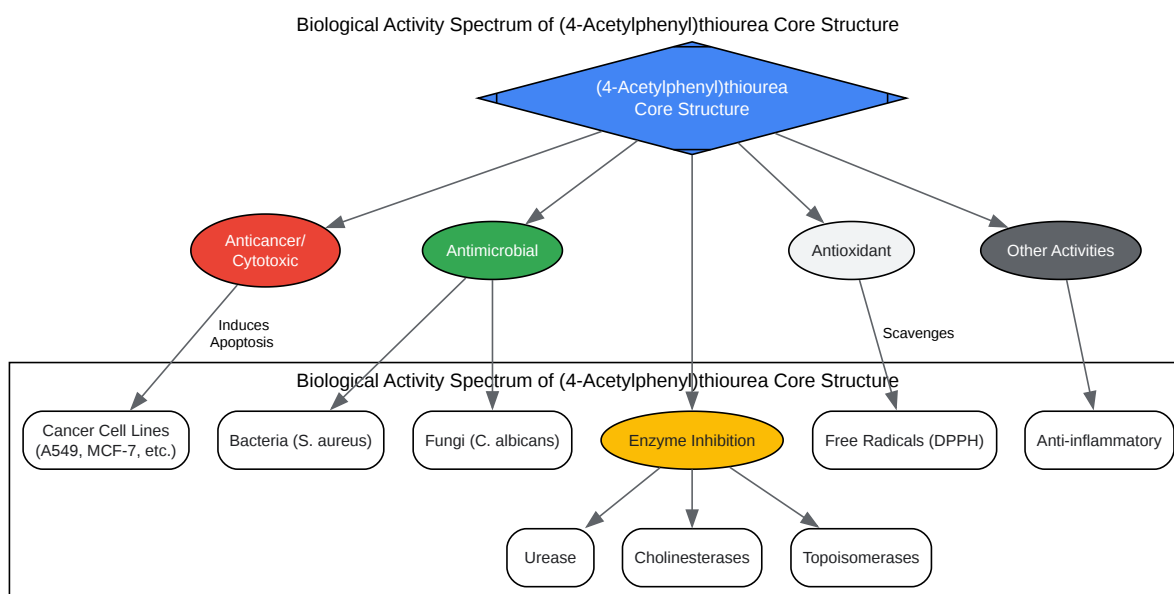 Biological Activity Spectrum of (4-Acetylphenyl)thiourea Core Structure
(4-Acetylphenyl)thiourea
Core Structure
Anticancer/
Cytotoxic
Antimicrobial
Antioxidant
Other Activities
Induces
Apoptosis
Scavenges
Biological Activity Spectrum of (4-Acetylphenyl)thiourea Core Structure
Cancer Cell Lines
(A549, MCF-7, etc.)
Bacteria (S. aureus)
Fungi (C. albicans)
Enzyme Inhibition
Free Radicals (DPPH)
Anti-inflammatory
Urease
Cholinesterases
Topoisomerases